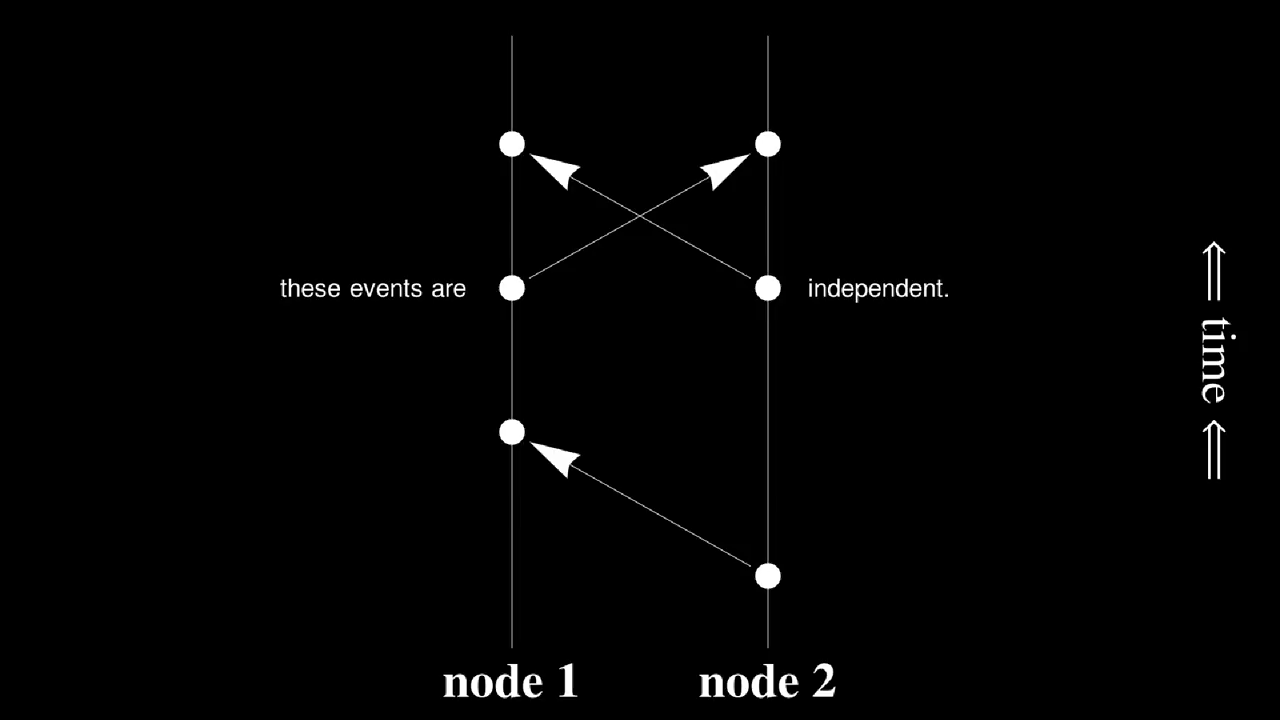 these events are
independent.
⇐ time ⇐
node 1
node 2